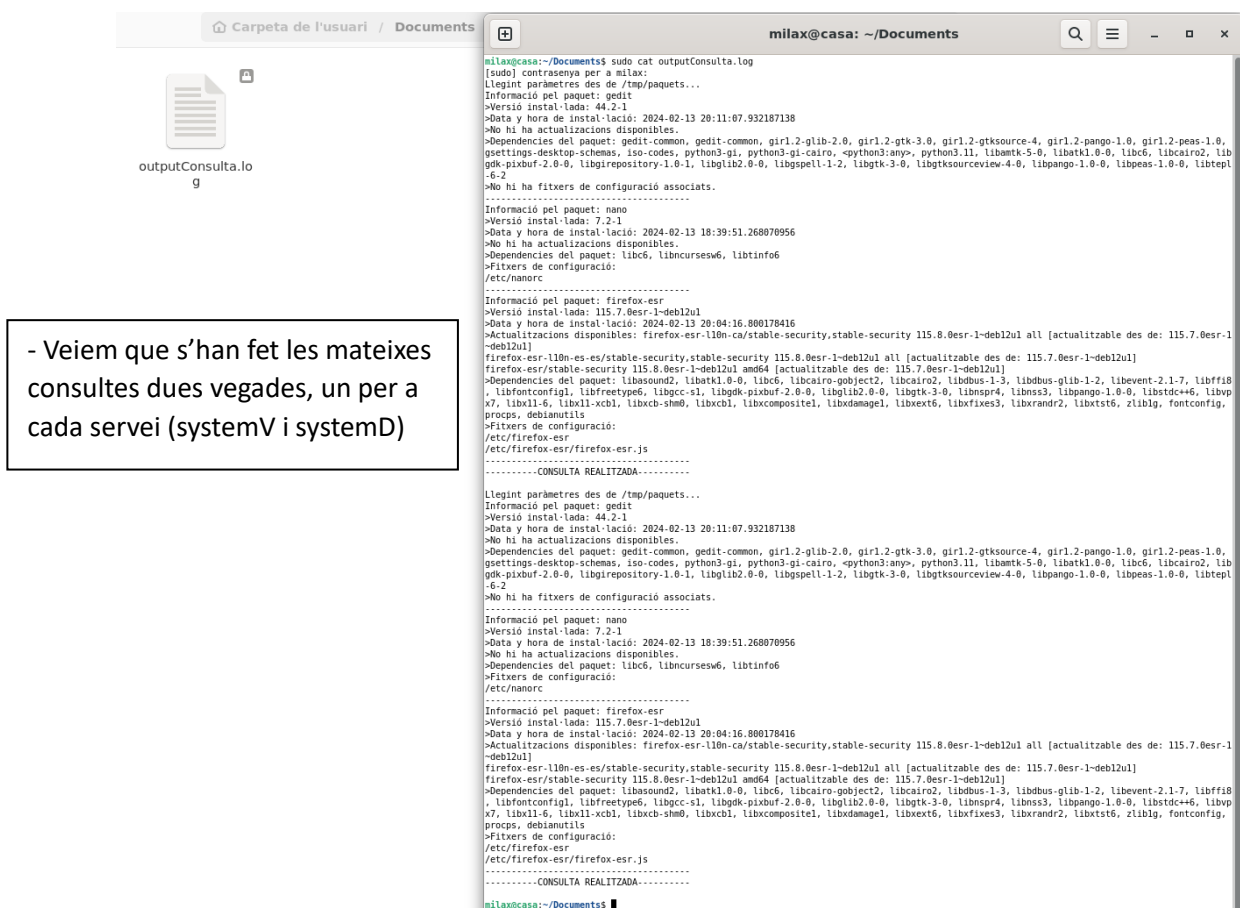 Carpeta de l'usuari / Documents
outputConsulta.lo
g
- Veiem que s'han fet les mateixes
consultes dues vegades, un per a
cada servei (systemV i systemD)
milax@casa: ~/Documents
milax@casa:~/Documents$ sudo cat outputConsulta.log
[sudo] contrasenya per a milax:
Llegint paràmetres des de /tmp/paquets...
Informació pel paquet: gedit
>Versió instal·lada: 44.2-1
>Data y hora de instal·lació: 2024-02-13 20:11:07.932187138
>No hi ha actualizacions disponibles.
>Dependencies del paquet: gedit-common, gedit-common, gir1.2-glib-2.0, gir1.2-gtk-3.0, gir1.2-gtksource-4, gir1.2-pango-1.0, gir1.2-peas-1.0,
gsettings-desktop-schemas, iso-codes, python3-gi, python3-gi-cairo, <python3:any>, python3.11, libamtk-5-0, libatk1.0-0, libc6, libcairo2, lib
gdk-pixbuf-2.0-0, libgirepository-1.0-1, libglib2.0-0, libgspell-1-2, libgtk-3-0, libgtksourceview-4-0, libpango-1.0-0, libpeas-1.0-0, libtepl
-6-2
>No hi ha fitxers de configuració associats.
---------------------------------------
Informació pel paquet: nano
>Versió instal·lada: 7.2-1
>Data y hora de instal·lació: 2024-02-13 18:39:51.268070956
>No hi ha actualizacions disponibles.
>Dependencies del paquet: libc6, libncursesw6, libtinfo6
>Fitxers de configuració:
/etc/nanorc
---------------------------------------
Informació pel paquet: firefox-esr
>Versió instal·lada: 115.7.0esr-1~deb12u1
>Data y hora de instal·lació: 2024-02-13 20:04:16.800178416
>Actualitzacions disponibles: firefox-esr-l10n-ca/stable-security,stable-security 115.8.0esr-1~deb12u1 all [actualitzable des de: 115.7.0esr-1
~deb12u1]
firefox-esr-l10n-es-es/stable-security,stable-security 115.8.0esr-1~deb12u1 all [actualitzable des de: 115.7.0esr-1~deb12u1]
firefox-esr/stable-security 115.8.0esr-1~deb12u1 amd64 [actualitzable des de: 115.7.0esr-1~deb12u1]
>Dependencies del paquet: libasound2, libatk1.0-0, libc6, libcairo-gobject2, libcairo2, libdbus-1-3, libdbus-glib-1-2, libevent-2.1-7, libffi8
, libfontconfig1, libfreetype6, libgcc-s1, libgdk-pixbuf-2.0-0, libglib2.0-0, libgtk-3-0, libnspr4, libnss3, libpango-1.0-0, libstdc++6, libvp
x7, libx11-6, libx11-xcb1, libxcb-shm0, libxcb1, libxcomposite1, libxdamage1, libxext6, libxfixes3, libxrandr2, libxtst6, zlib1g, fontconfig,
procps, debianutils
>Fitxers de configuració:
/etc/firefox-esr
/etc/firefox-esr/firefox-esr.js
---------------------------------------
----------CONSULTA REALITZADA----------
Llegint paràmetres des de /tmp/paquets...
Informació pel paquet: gedit
>Versió instal·lada: 44.2-1
>Data y hora de instal·lació: 2024-02-13 20:11:07.932187138
>No hi ha actualizacions disponibles.
>Dependencies del paquet: gedit-common, gedit-common, gir1.2-glib-2.0, gir1.2-gtk-3.0, gir1.2-gtksource-4, gir1.2-pango-1.0, gir1.2-peas-1.0,
gsettings-desktop-schemas, iso-codes, python3-gi, python3-gi-cairo, <python3:any>, python3.11, libamtk-5-0, libatk1.0-0, libc6, libcairo2, lib
gdk-pixbuf-2.0-0, libgirepository-1.0-1, libglib2.0-0, libgspell-1-2, libgtk-3-0, libgtksourceview-4-0, libpango-1.0-0, libpeas-1.0-0, libtepl
-6-2
>No hi ha fitxers de configuració associats.
---------------------------------------
Informació pel paquet: nano
>Versió instal·lada: 7.2-1
>Data y hora de instal·lació: 2024-02-13 18:39:51.268070956
>No hi ha actualizacions disponibles.
>Dependencies del paquet: libc6, libncursesw6, libtinfo6
>Fitxers de configuració:
/etc/nanorc
---------------------------------------
Informació pel paquet: firefox-esr
>Versió instal·lada: 115.7.0esr-1~deb12u1
>Data y hora de instal·lació: 2024-02-13 20:04:16.800178416
>Actualitzacions disponibles: firefox-esr-l10n-ca/stable-security,stable-security 115.8.0esr-1~deb12u1 all [actualitzable des de: 115.7.0esr-1
~deb12u1]
firefox-esr-l10n-es-es/stable-security,stable-security 115.8.0esr-1~deb12u1 all [actualitzable des de: 115.7.0esr-1~deb12u1]
firefox-esr/stable-security 115.8.0esr-1~deb12u1 amd64 [actualitzable des de: 115.7.0esr-1~deb12u1]
>Dependencies del paquet: libasound2, libatk1.0-0, libc6, libcairo-gobject2, libcairo2, libdbus-1-3, libdbus-glib-1-2, libevent-2.1-7, libffi8
, libfontconfig1, libfreetype6, libgcc-s1, libgdk-pixbuf-2.0-0, libglib2.0-0, libgtk-3-0, libnspr4, libnss3, libpango-1.0-0, libstdc++6, libvp
x7, libx11-6, libx11-xcb1, libxcb-shm0, libxcb1, libxcomposite1, libxdamage1, libxext6, libxfixes3, libxrandr2, libxtst6, zlib1g, fontconfig,
procps, debianutils
>Fitxers de configuració:
/etc/firefox-esr
/etc/firefox-esr/firefox-esr.js
---------------------------------------
----------CONSULTA REALITZADA----------
milax@casa:~/Documents$